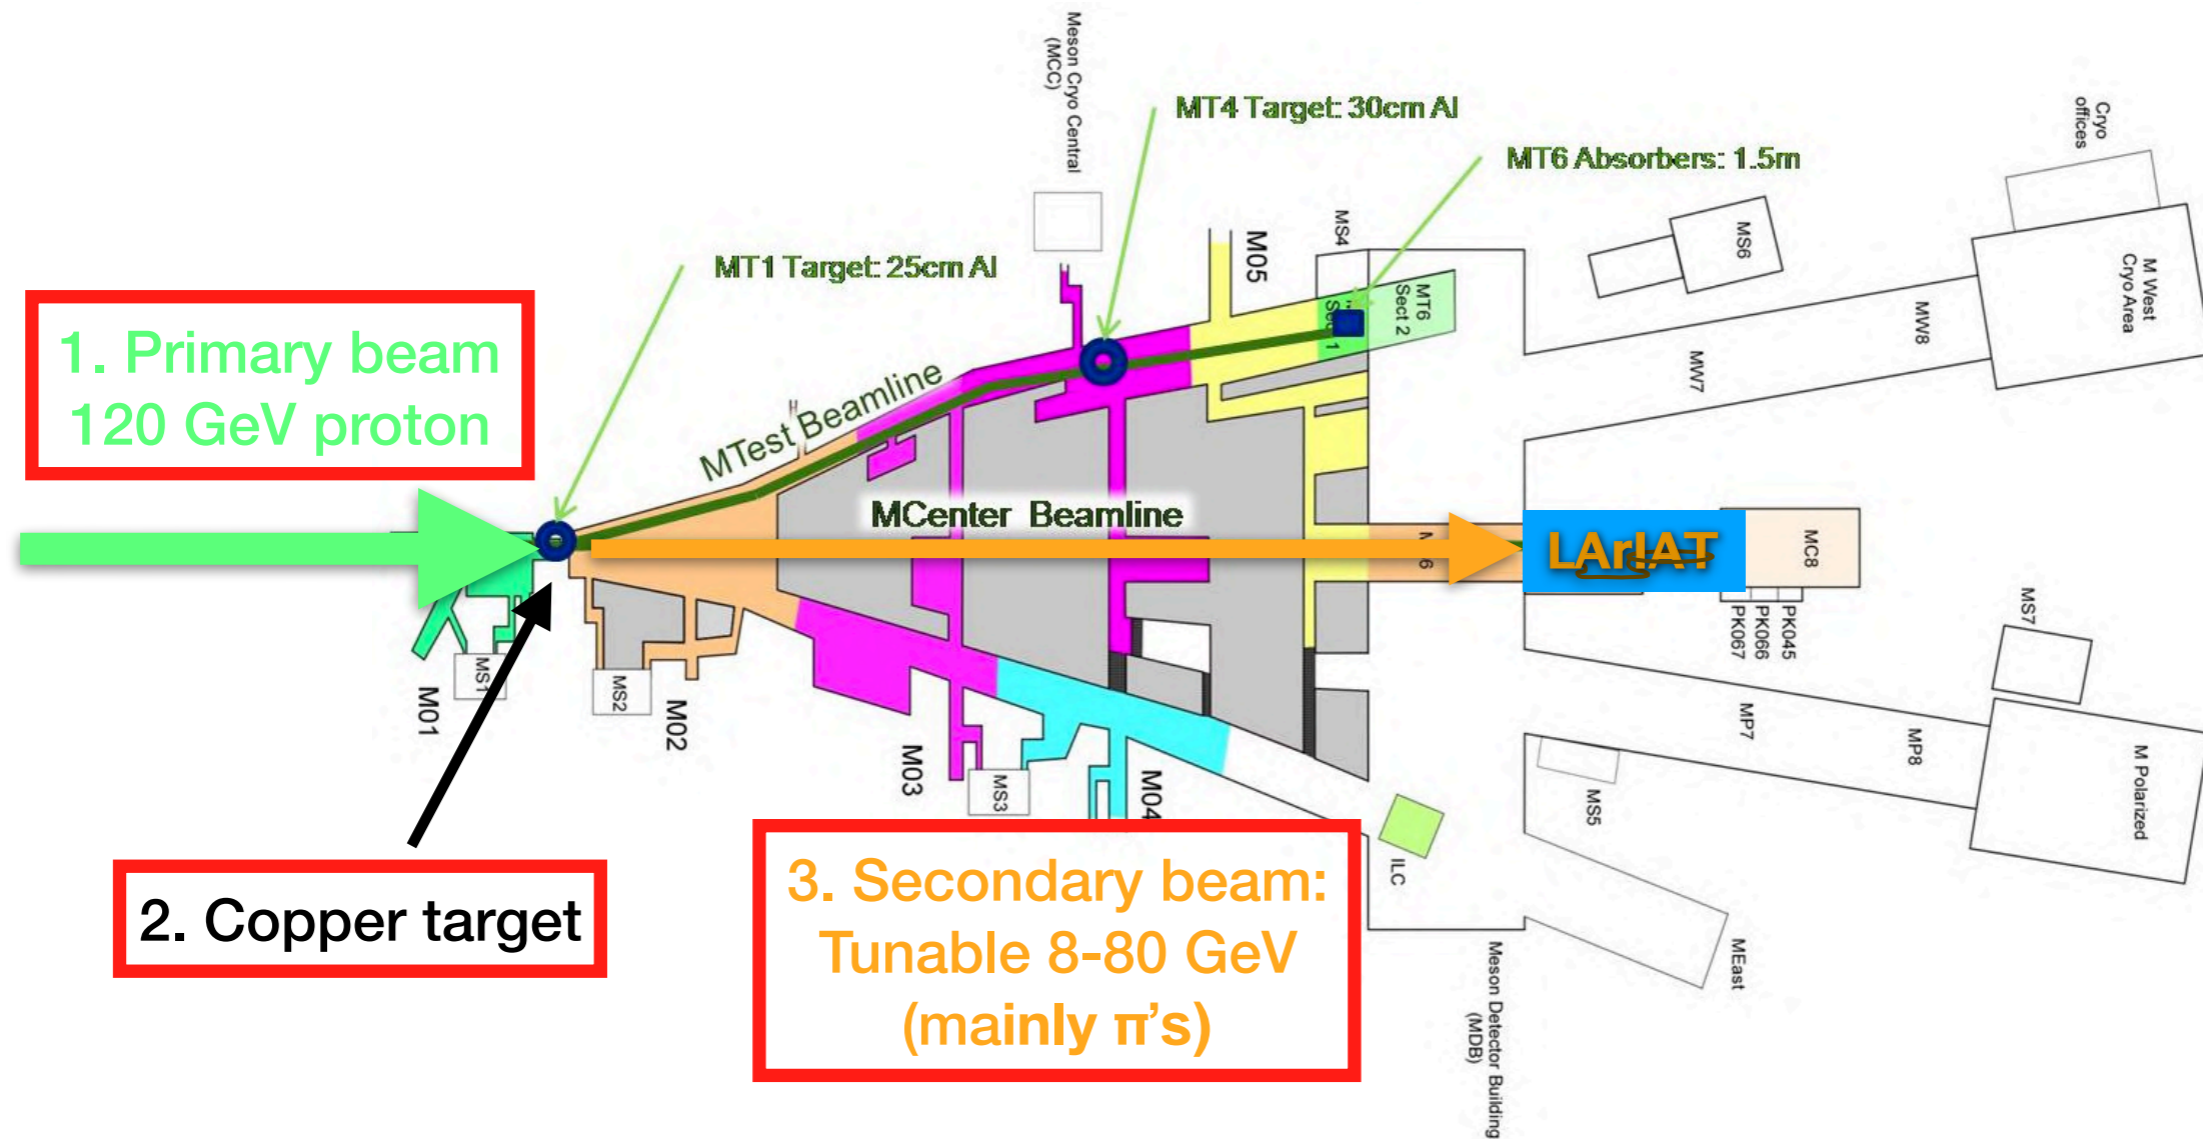 Meson Cryo Central
(MCC)
MT4 Target: 30cm Al
MT6 Absorbers: 1.5m
Cryo
offices
MS4
M05
MS6
M West
Cryo Area
MT1 Target: 25cm Al
MT6
Sect 2
1
MW8
MW7
1. Primary beam
120 GeV proton
MTest Beamline
MCenter Beamline
LArIAT
MC8
PK067
PK066
PK045
MS7
MS1
M01
MS2
M02
M03
MS3
M04
MP7
MP8
M Polarized
MS5
ILC
MEast
2. Copper target
3. Secondary beam:
Tunable 8-80 GeV
(mainly π's)
Meson Detector Building
(MDB)